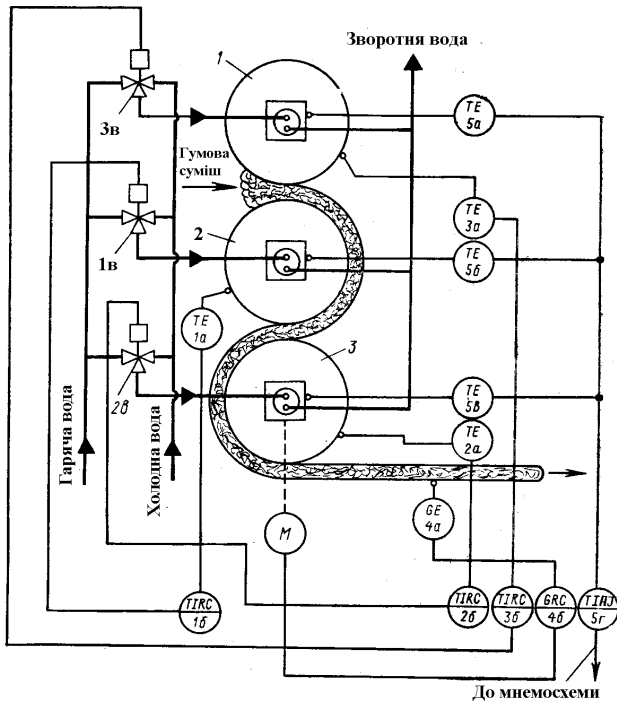 Зворотня вода
1
3в
TE
5а
Гумова
суміш
TE
3а
2
1в
TE
5б
TE
1а
3
2в
TE
5в
TE
2а
Гаряча вода
Холодна вода
GE
4а
М
TIRC
1б
TIRC
2б
TIRC
3б
GRC
4б
5г
До мнемосхеми